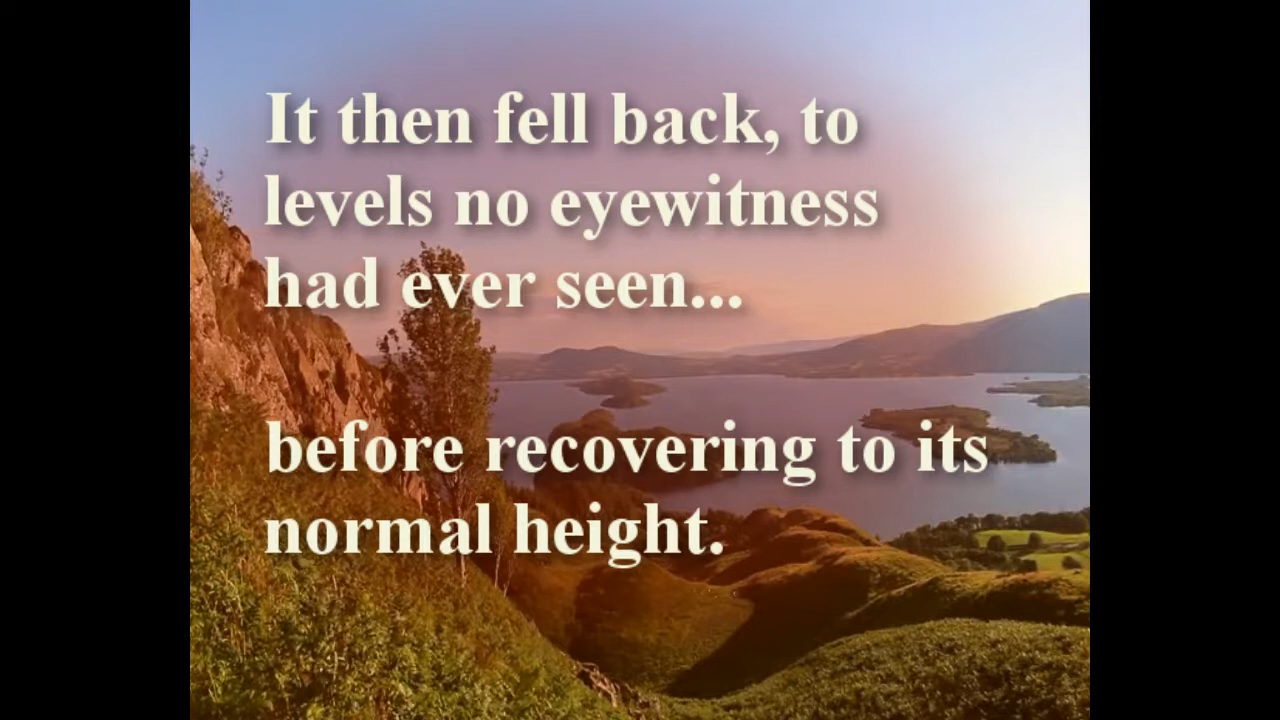 It then fell back, to
levels no eyewitness
had ever seen...
before recovering to its
normal height.